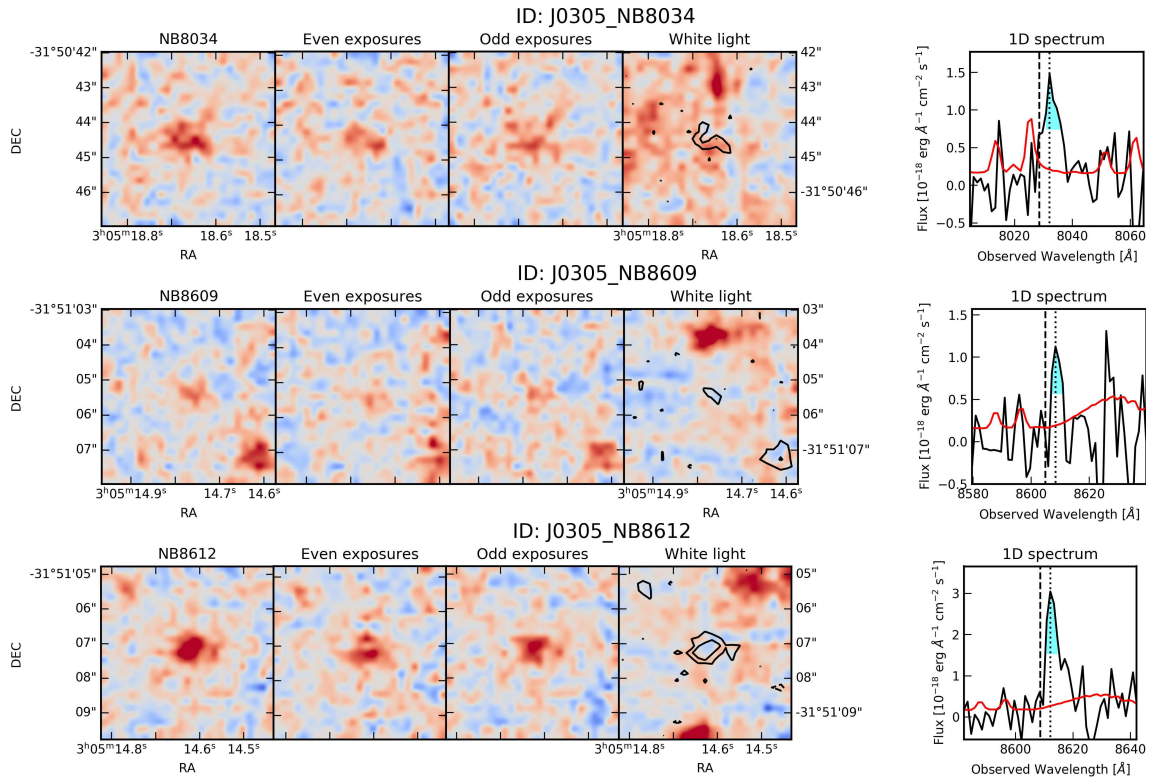 ID: J0305_NB8034
NB8034 Even exposures Odd exposures White light 1D spectrum
-31°50'42" 42"
43" 43"
44" 44"
45" 45"
46" -31°50'46"
DEC
3ʰ05ᵐ18.8ˢ 18.6ˢ 18.5ˢ 3ʰ05ᵐ18.8ˢ 18.6ˢ 18.5ˢ
RA RA
Flux [10⁻¹⁸ erg Å⁻¹ cm⁻² s⁻¹]
1.5
1.0
0.5
0.0
−0.5
8020 8040 8060
Observed Wavelength [Å]
ID: J0305_NB8609
NB8609 Even exposures Odd exposures White light 1D spectrum
-31°51'03" 03"
04" 04"
05" 05"
06" 06"
07" -31°51'07"
DEC
3ʰ05ᵐ14.9ˢ 14.7ˢ 14.6ˢ 3ʰ05ᵐ14.9ˢ 14.7ˢ 14.6ˢ
RA RA
Flux [10⁻¹⁸ erg Å⁻¹ cm⁻² s⁻¹]
1.5
1.0
0.5
0.0
−0.5
8580 8600 8620
Observed Wavelength [Å]
ID: J0305_NB8612
NB8612 Even exposures Odd exposures White light 1D spectrum
-31°51'05" 05"
06" 06"
07" 07"
08" 08"
09" -31°51'09"
DEC
3ʰ05ᵐ14.8ˢ 14.6ˢ 14.5ˢ 3ʰ05ᵐ14.8ˢ 14.6ˢ 14.5ˢ
RA RA
Flux [10⁻¹⁸ erg Å⁻¹ cm⁻² s⁻¹]
3
2
1
0
8600 8620 8640
Observed Wavelength [Å]